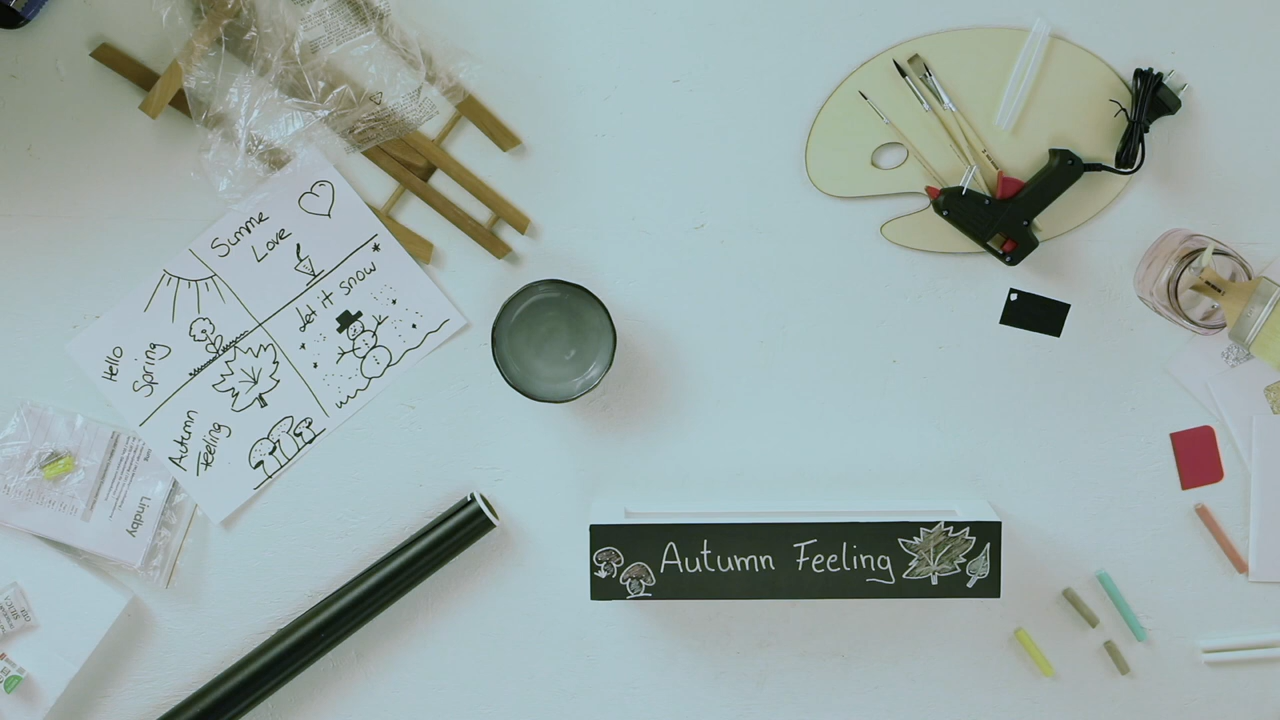 Summe
Love
Let it snow
Hello
Spring
Autumn
Feeling
Lindby
Autumn Feeling